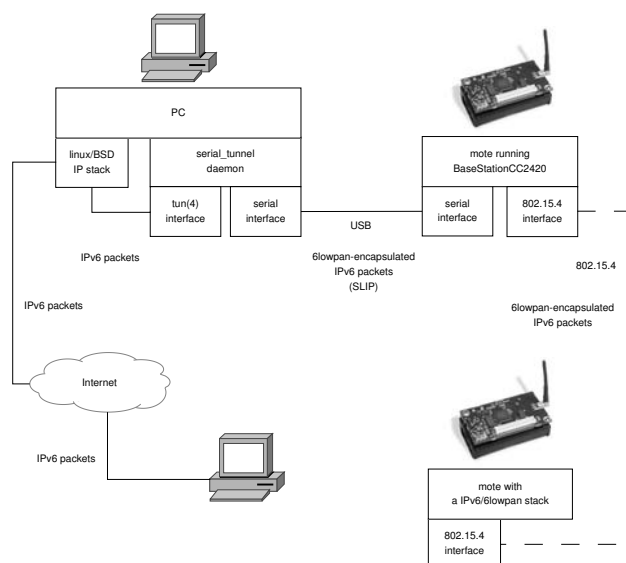 PC
linux/BSD
IP stack
serial_tunnel
daemon
tun(4)
interface
serial
interface
mote running
BaseStationCC2420
serial
interface
802.15.4
interface
USB
IPv6 packets
6lowpan-encapsulated
IPv6 packets
(SLIP)
802.15.4
IPv6 packets
6lowpan-encapsulated
IPv6 packets
Internet
IPv6 packets
mote with
a IPv6/6lowpan stack
802.15.4
interface